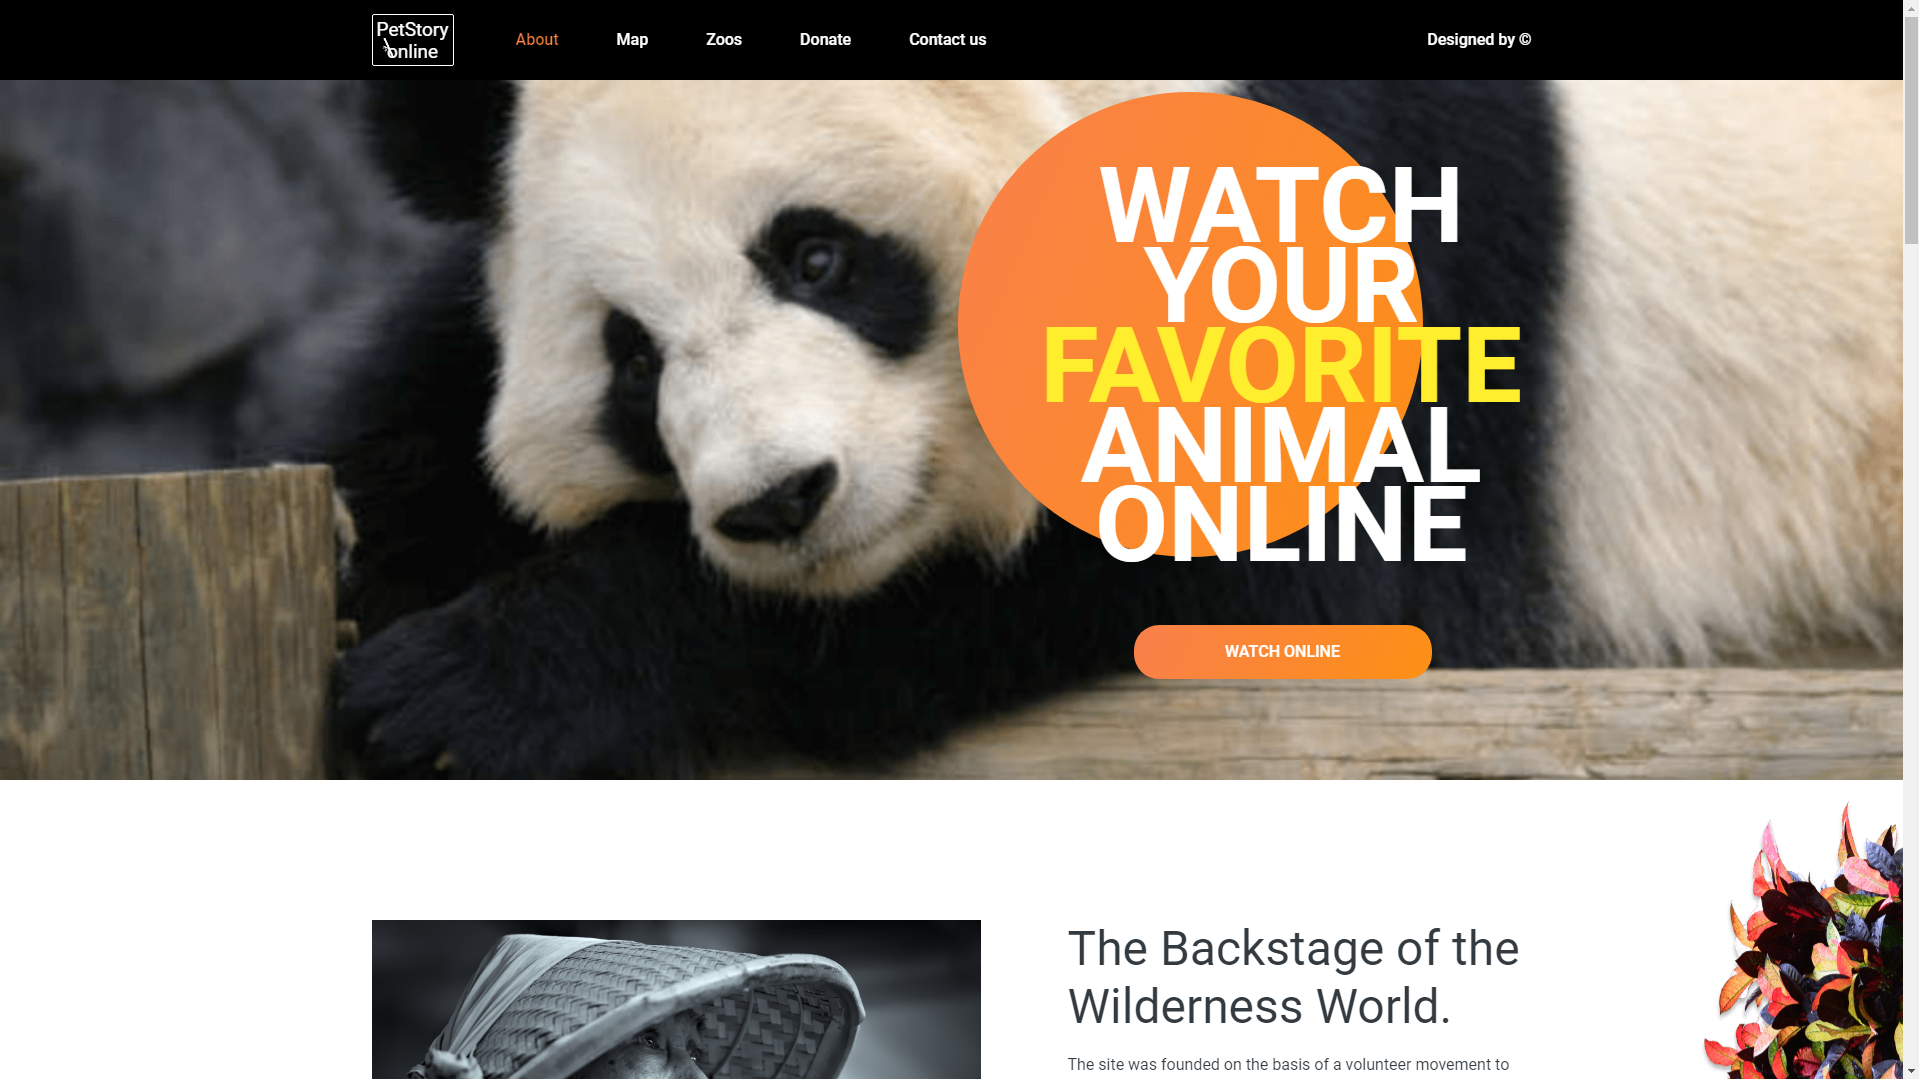 PetStory
online
About
Map
Zoos
Donate
Contact us
Designed by ©
WATCH
YOUR
FAVORITE
ANIMAL
ONLINE
WATCH ONLINE
The Backstage of the
Wilderness World.
The site was founded on the basis of a volunteer movement to